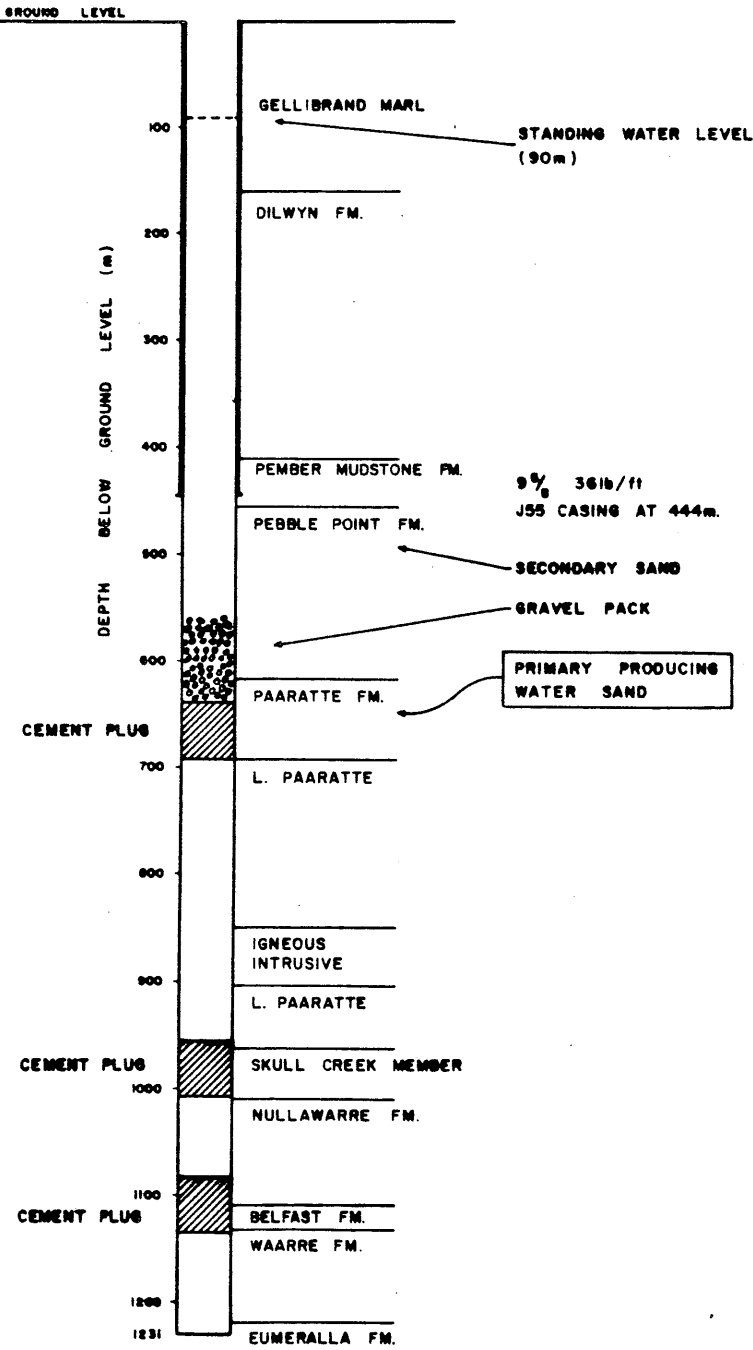 GROUND LEVEL
GELLIBRAND MARL
100
STANDING WATER LEVEL
(90m)
DILWYN FM.
200
DEPTH BELOW GROUND LEVEL (m)
300
400
PEMBER MUDSTONE FM.
9 5/8 36lb/ft
J55 CASING AT 444m.
PEBBLE POINT FM.
500
SECONDARY SAND
GRAVEL PACK
600
PRIMARY PRODUCING
WATER SAND
PAARATTE FM.
CEMENT PLUG
700
L. PAARATTE
800
IGNEOUS
INTRUSIVE
900
L. PAARATTE
CEMENT PLUG
SKULL CREEK MEMBER
1000
NULLAWARRE FM.
1100
CEMENT PLUG
BELFAST FM.
WAARRE FM.
1200
1231
EUMERALLA FM.